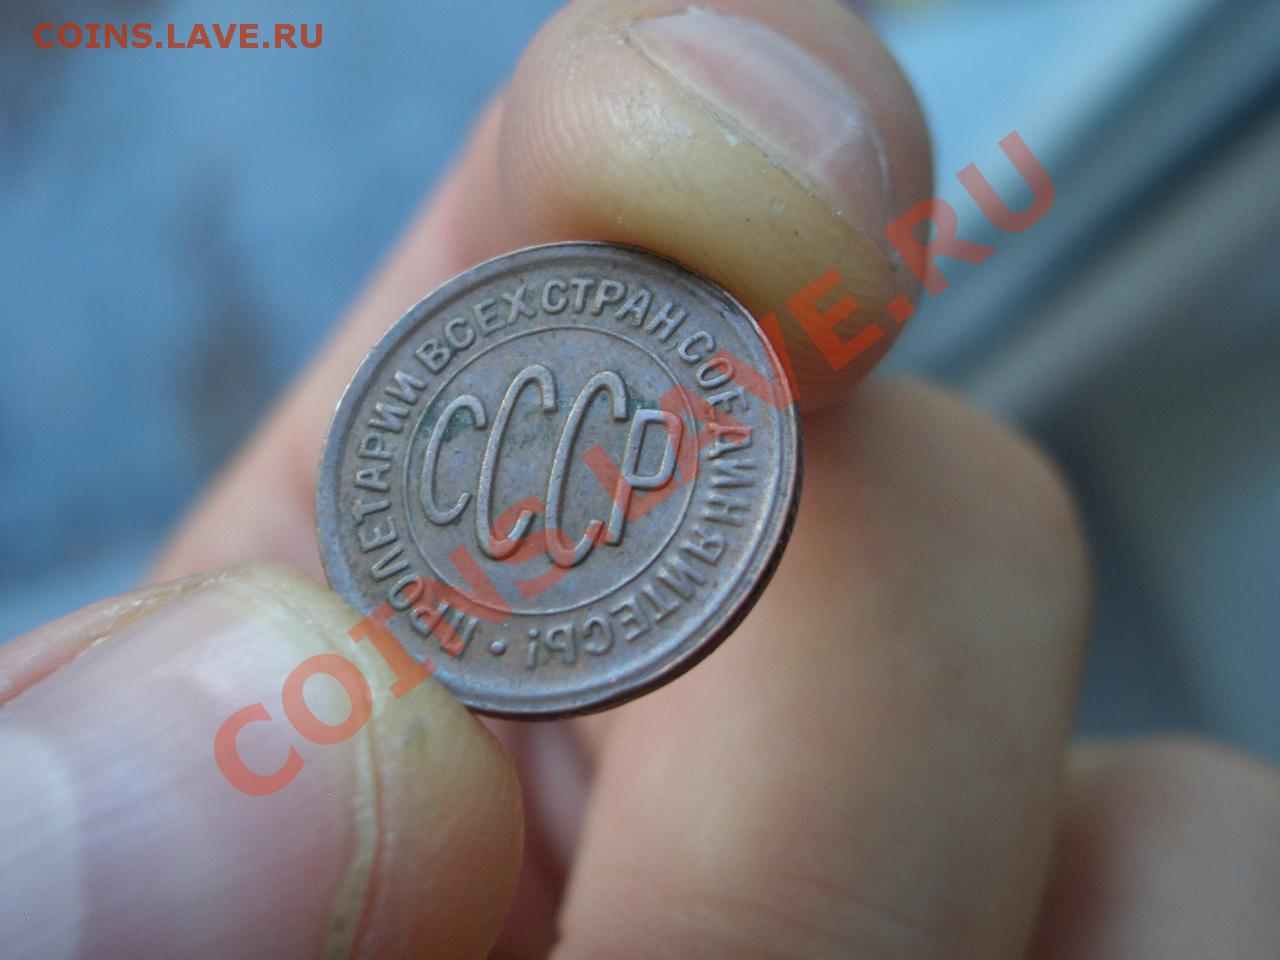 COINS.LAVE.RU
ПРОЛЕТАРИИ ВСЕХ СТРАН, СОЕДИНЯЙТЕСЬ!
СССР
COINS.LAVE.RU